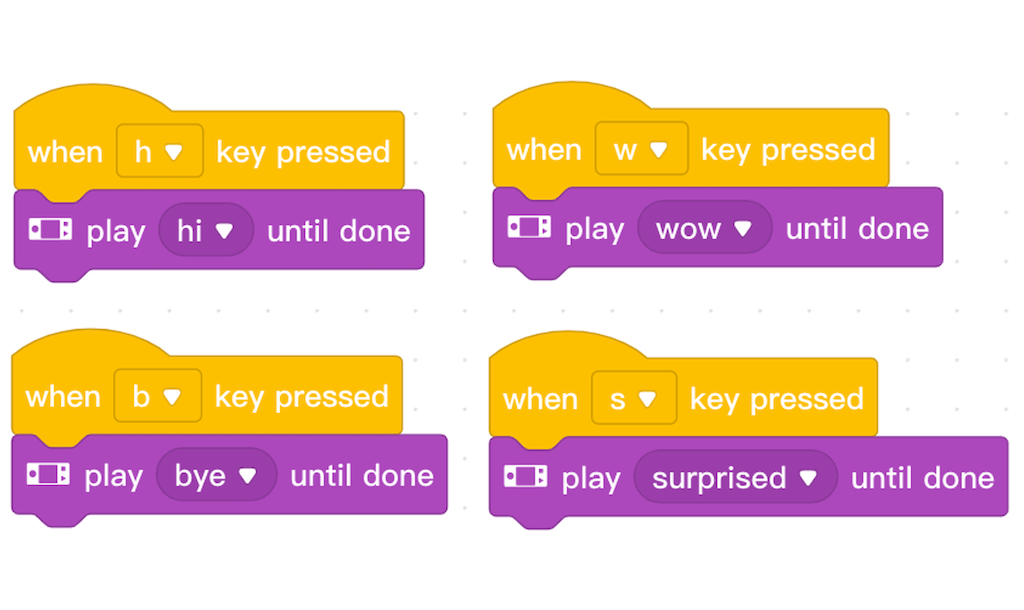 when h key pressed
play hi until done
when w key pressed
play wow until done
when b key pressed
play bye until done
when s key pressed
play surprised until done